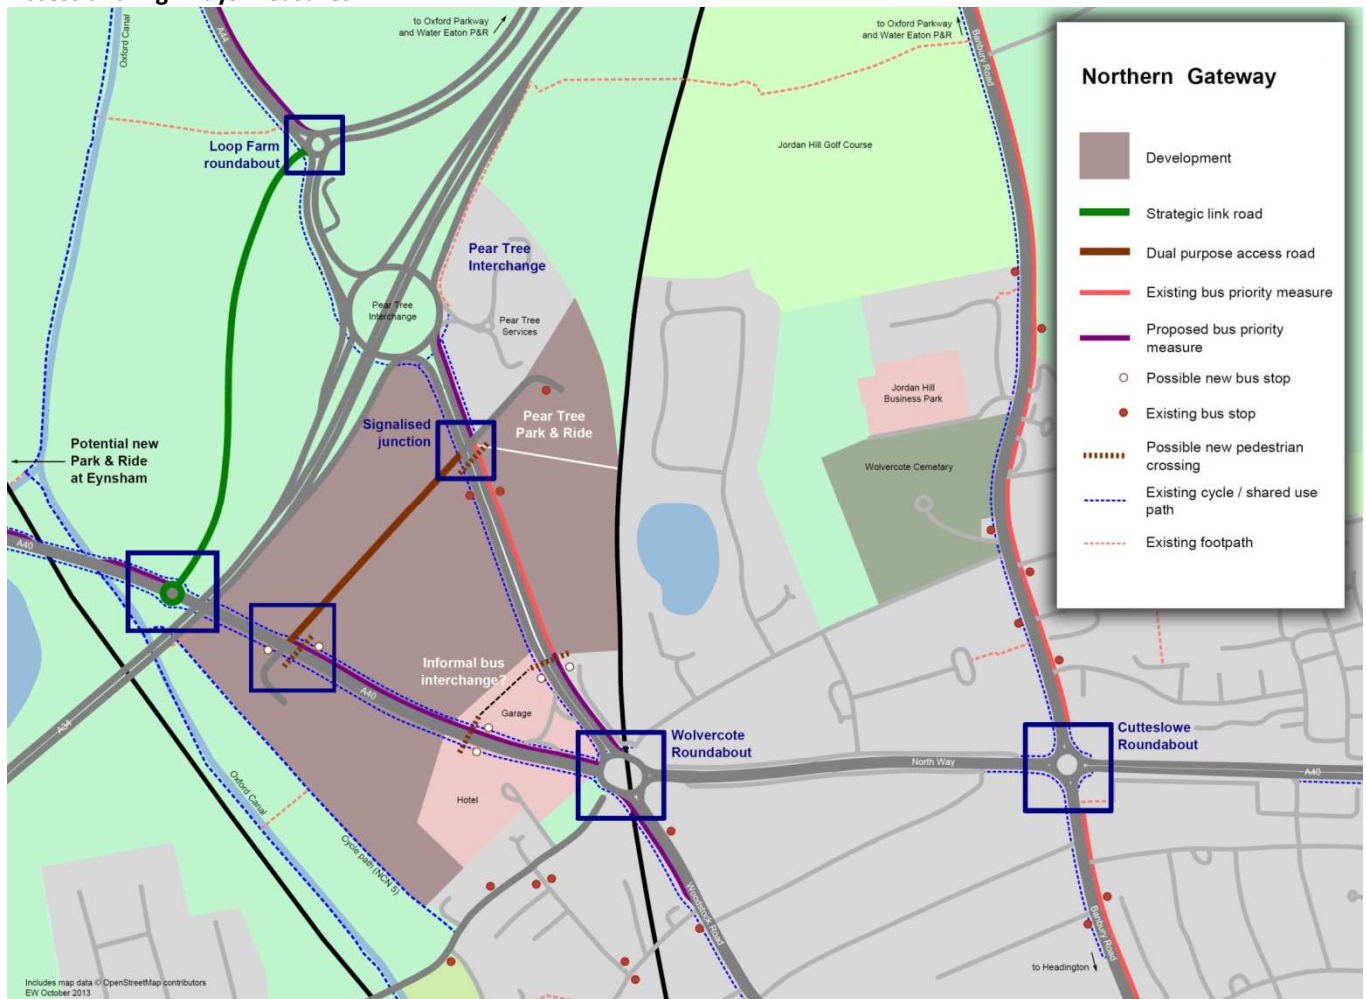 Oxford Canal
A44
to Oxford Parkway
and Water Eaton P&R
to Oxford Parkway
and Water Eaton P&R
Banbury Road
Northern Gateway
Development
Strategic link road
Dual purpose access road
Existing bus priority measure
Proposed bus priority
measure
Possible new bus stop
Existing bus stop
Possible new pedestrian
crossing
Existing cycle / shared use
path
Existing footpath
Loop Farm
roundabout
Jordan Hill Golf Course
Pear Tree
Interchange
Pear Tree
Interchange
Pear Tree
Services
Jordan Hill
Business Park
Pear Tree
Park & Ride
Signalised
junction
Potential new
Park & Ride
at Eynsham
Wolvercote Cemetery
A40
Informal bus
interchange?
A40
Garage
Wolvercote
Roundabout
Cutteslowe
Roundabout
A34
North Way
A40
Hotel
Oxford Canal
Cycle path (NCN 5)
Woodstock Road
Banbury Road
to Headington
Includes map data © OpenStreetMap contributors
EW October 2013